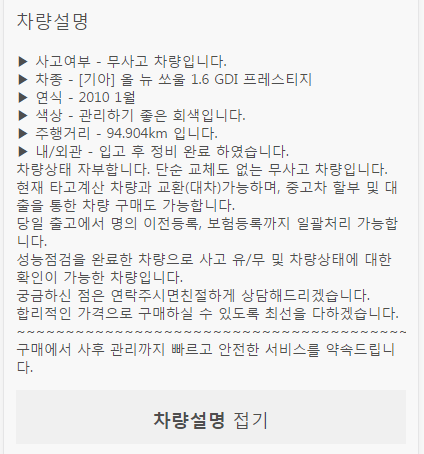 차량설명
▶ 사고여부 - 무사고 차량입니다.
▶ 차종 - [기아] 올 뉴 쏘울 1.6 GDI 프레스티지
▶ 연식 - 2010 1월
▶ 색상 - 관리하기 좋은 회색입니다.
▶ 주행거리 - 94.904km 입니다.
▶ 내/외관 - 입고 후 정비 완료 하였습니다.
차량상태 자부합니다. 단순 교체도 없는 무사고 차량입니다.
현재 타고계산 차량과 교환(대차)가능하며, 중고차 할부 및 대
출을 통한 차량 구매도 가능합니다.
당일 출고에서 명의 이전등록, 보험등록까지 일괄처리 가능합
니다.
성능점검을 완료한 차량으로 사고 유/무 및 차량상태에 대한
확인이 가능한 차량입니다.
궁금하신 점은 연락주시면친절하게 상담해드리겠습니다.
합리적인 가격으로 구매하실 수 있도록 최선을 다하겠습니다.
~~~~~~~~~~~~~~~~~~~~~~~~~~~~~~~~~~~~~~~~~
구매에서 사후 관리까지 빠르고 안전한 서비스를 약속드립니
다.
차량설명 접기